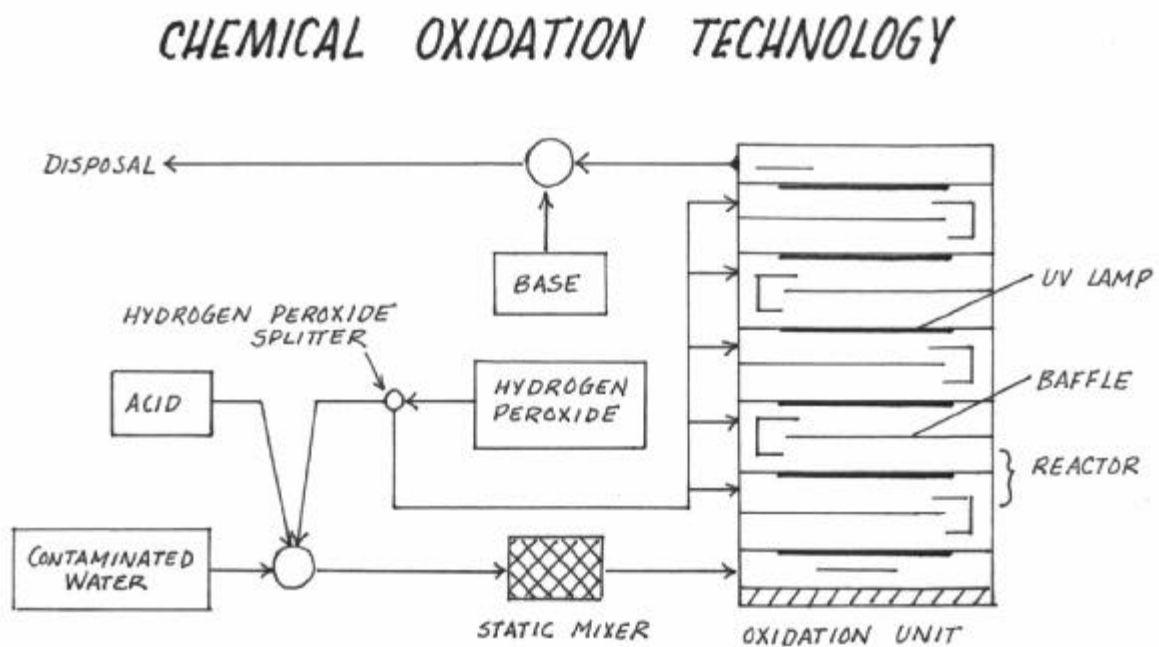 CHEMICAL OXIDATION TECHNOLOGY
DISPOSAL
BASE
UV LAMP
HYDROGEN PEROXIDE
SPLITTER
ACID
HYDROGEN
PEROXIDE
BAFFLE
REACTOR
CONTAMINATED
WATER
STATIC MIXER
OXIDATION UNIT